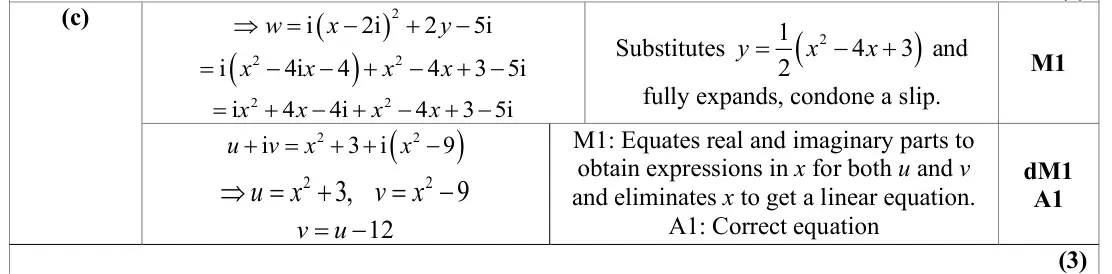 (c)
⇒ w = i(x − 2i)² + 2y − 5i
= i(x² − 4ix − 4) + x² − 4x + 3 − 5i
= ix² + 4x − 4i + x² − 4x + 3 − 5i
Substitutes y = 1/2 (x² − 4x + 3) and
fully expands, condone a slip.
M1
u + iv = x² + 3 + i(x² − 9)
⇒ u = x² + 3, v = x² − 9
v = u − 12
M1: Equates real and imaginary parts to
obtain expressions in x for both u and v
and eliminates x to get a linear equation.
A1: Correct equation
dM1
A1
(3)